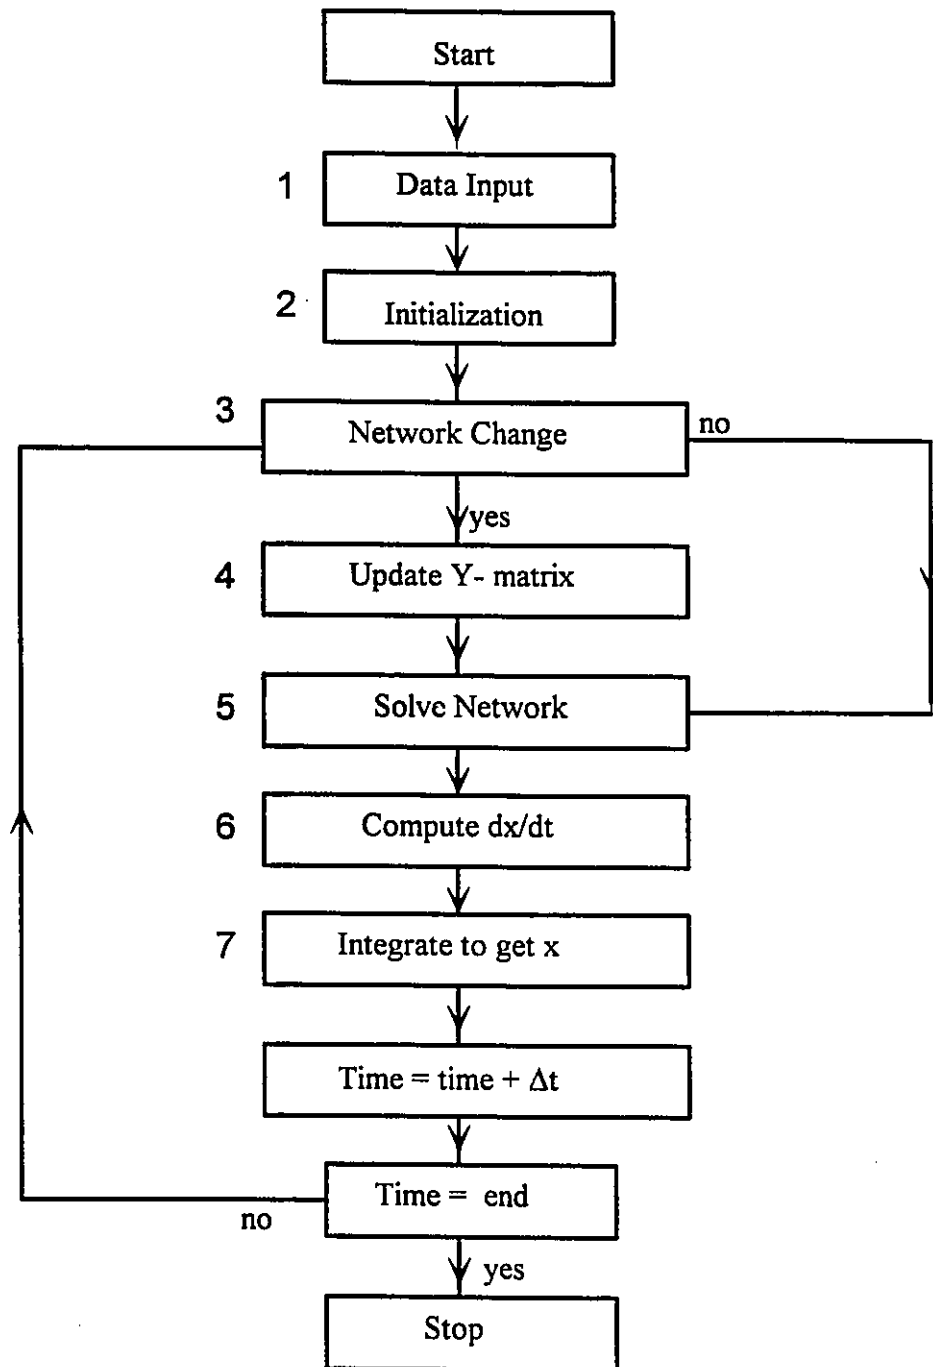 Start
1 Data Input
2 Initialization
3 Network Change no
yes
4 Update Y- matrix
5 Solve Network
6 Compute dx/dt
7 Integrate to get x
Time = time + Δt
Time = end
no
yes
Stop